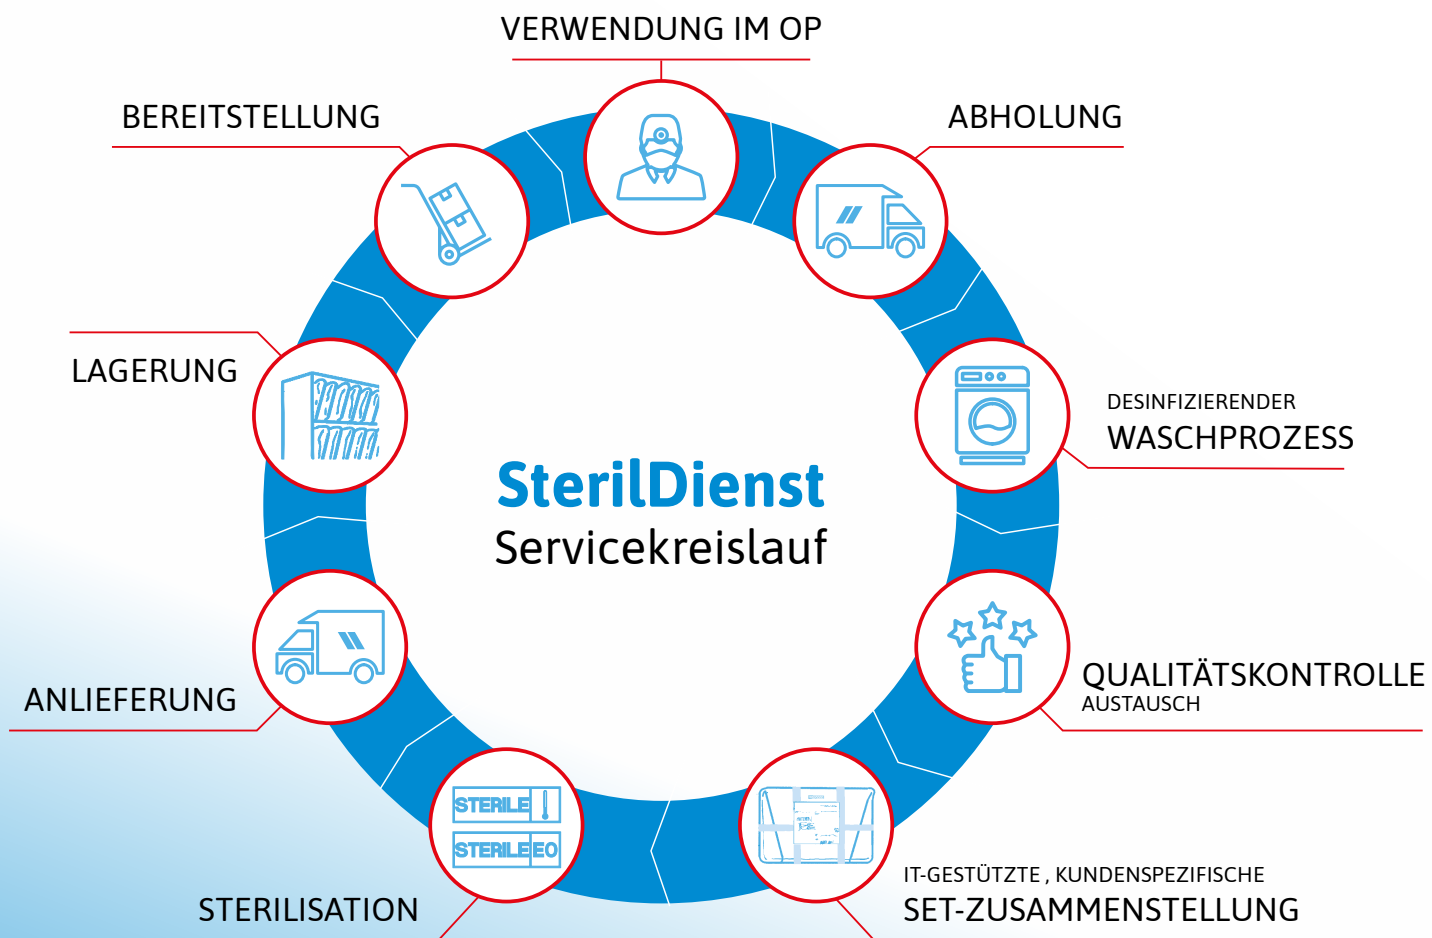 VERWENDUNG IM OP
BEREITSTELLUNG
ABHOLUNG
LAGERUNG
DESINFIZIERENDER
WASCHPROZESS
SterilDienst
Servicekreislauf
QUALITÄTSKONTROLLE
AUSTAUSCH
ANLIEFERUNG
STERILE
STERILE EO
IT-GESTÜTZTE , KUNDENSPEZIFISCHE
SET-ZUSAMMENSTELLUNG
STERILISATION